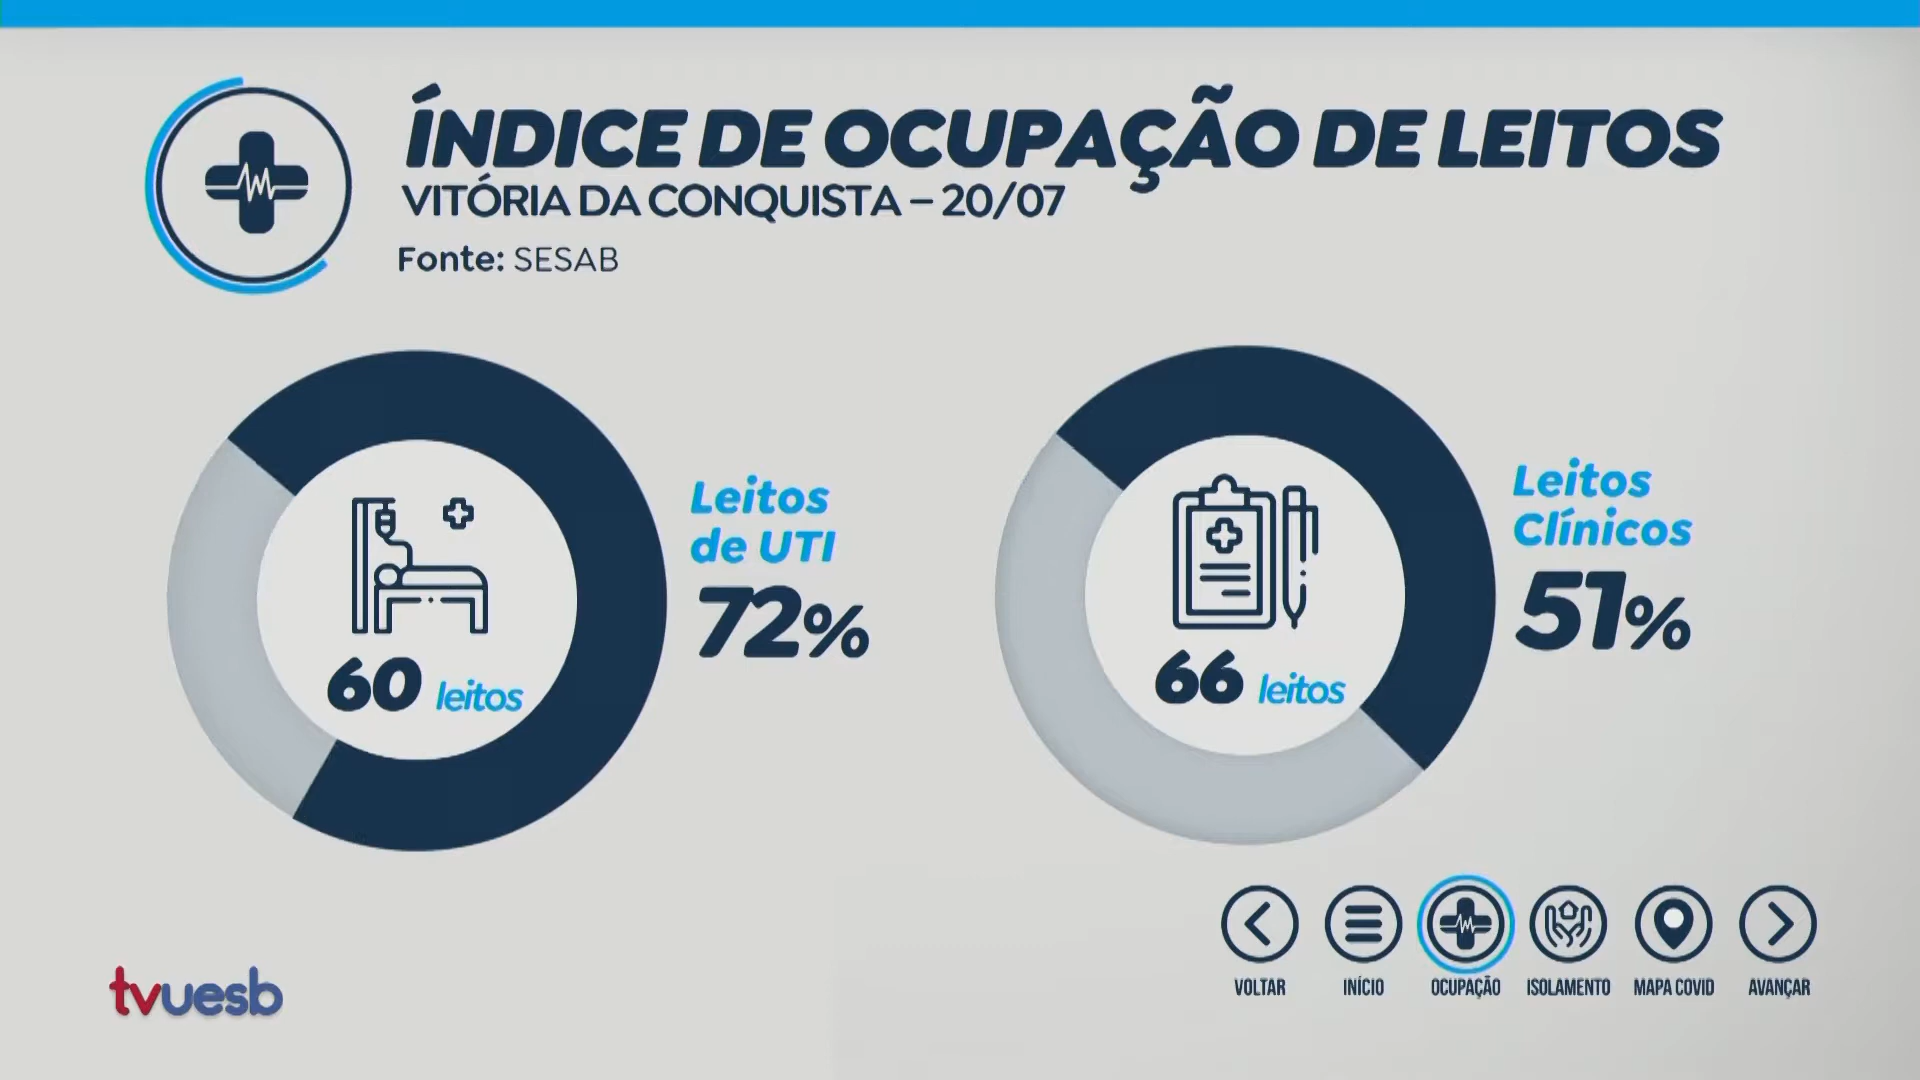 ÍNDICE DE OCUPAÇÃO DE LEITOS
VITÓRIA DA CONQUISTA – 20/07
Fonte: SESAB
Leitos
de UTI
72%
60 leitos
Leitos
Clínicos
51%
66 leitos
VOLTAR
INÍCIO
OCUPAÇÃO
ISOLAMENTO
MAPA COVID
AVANÇAR
tvuesb